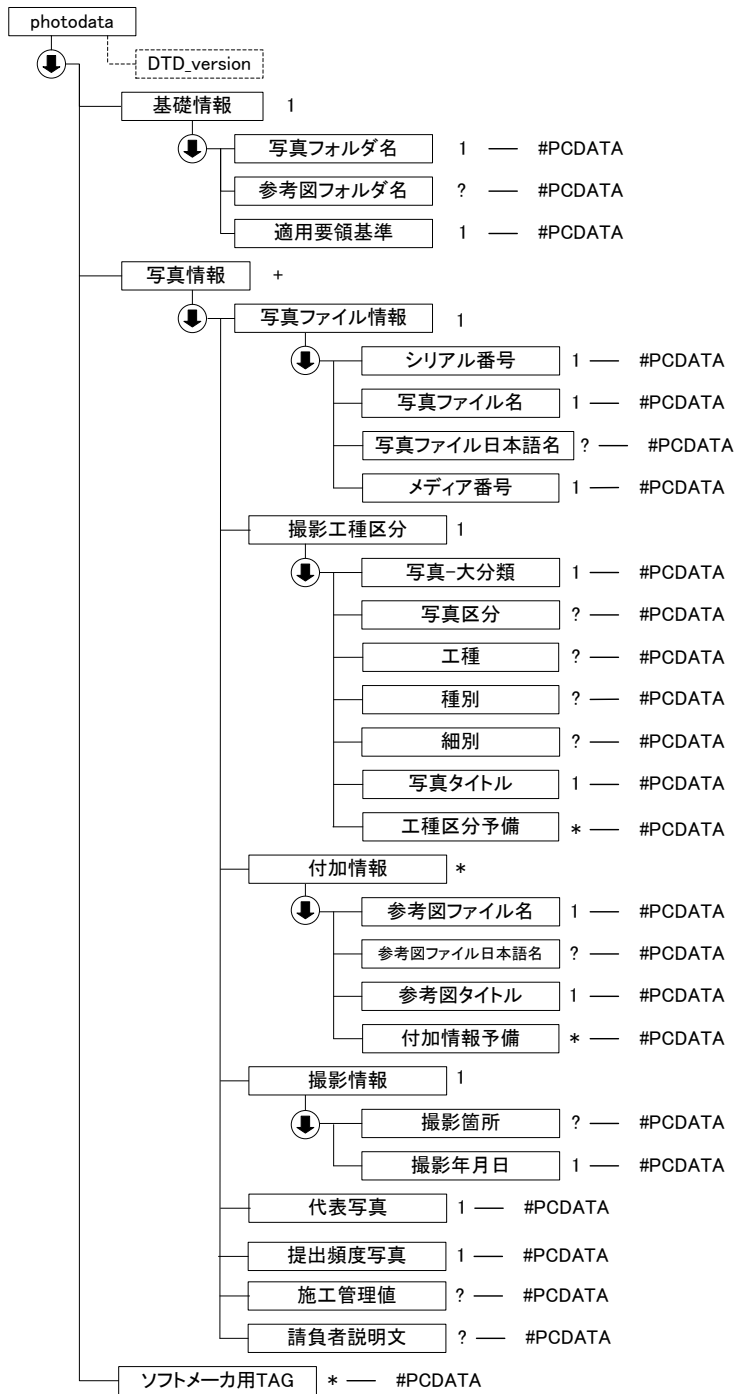 photodata
DTD_version
基礎情報 1
写真フォルダ名 1 #PCDATA
参考図フォルダ名 ? #PCDATA
適用要領基準 1 #PCDATA
写真情報 +
写真ファイル情報 1
シリアル番号 1 #PCDATA
写真ファイル名 1 #PCDATA
写真ファイル日本語名 ? #PCDATA
メディア番号 1 #PCDATA
撮影工種区分 1
写真-大分類 1 #PCDATA
写真区分 ? #PCDATA
工種 ? #PCDATA
種別 ? #PCDATA
細別 ? #PCDATA
写真タイトル 1 #PCDATA
工種区分予備 * #PCDATA
付加情報 *
参考図ファイル名 1 #PCDATA
参考図ファイル日本語名 ? #PCDATA
参考図タイトル 1 #PCDATA
付加情報予備 * #PCDATA
撮影情報 1
撮影箇所 ? #PCDATA
撮影年月日 1 #PCDATA
代表写真 1 #PCDATA
提出頻度写真 1 #PCDATA
施工管理値 ? #PCDATA
請負者説明文 ? #PCDATA
ソフトメーカ用TAG * #PCDATA